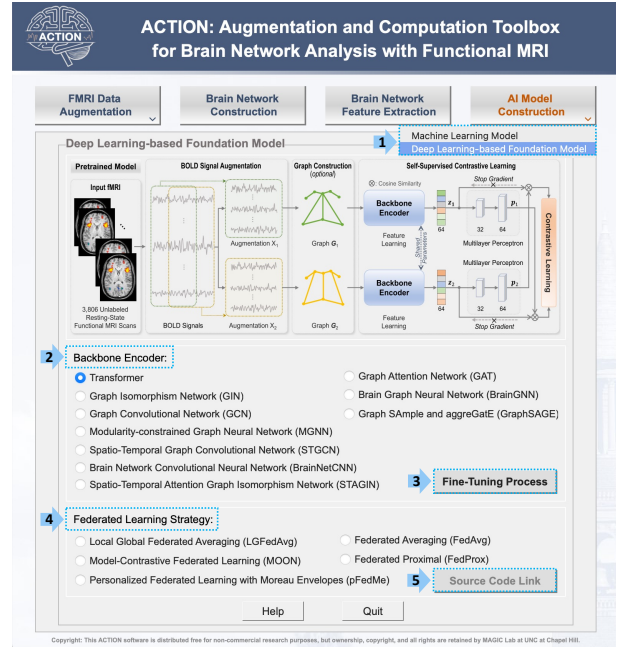 ACTION
ACTION: Augmentation and Computation Toolbox
for Brain Network Analysis with Functional MRI
FMRI Data
Augmentation
Brain Network
Construction
Brain Network
Feature Extraction
AI Model
Construction
1
Machine Learning Model
Deep Learning-based Foundation Model
Deep Learning-based Foundation Model
Pretrained Model
Input fMRI
3,806 Unlabeled
Resting-State
Functional MRI Scans
BOLD Signal Augmentation
BOLD Signals
Augmentation X1
Augmentation X2
Graph Construction
(optional)
Graph G1
Graph G2
Self-Supervised Contrastive Learning
⊗: Cosine Similarity
Stop Gradient
Backbone
Encoder
z1
p1
64
32
64
Feature
Learning
Multilayer Perceptron
Shared
Parameters
Multilayer Perceptron
Backbone
Encoder
z2
p2
64
32
64
Feature
Learning
Stop Gradient
Contrastive Learning
2
Backbone Encoder:
Transformer
Graph Attention Network (GAT)
Graph Isomorphism Network (GIN)
Brain Graph Neural Network (BrainGNN)
Graph Convolutional Network (GCN)
Graph SAmple and aggreGatE (GraphSAGE)
Modularity-constrained Graph Neural Network (MGNN)
Spatio-Temporal Graph Convolutional Network (STGCN)
Brain Network Convolutional Neural Network (BrainNetCNN)
Spatio-Temporal Attention Graph Isomorphism Network (STAGIN)
3
Fine-Tuning Process
4
Federated Learning Strategy:
Local Global Federated Averaging (LGFedAvg)
Federated Averaging (FedAvg)
Model-Contrastive Federated Learning (MOON)
Federated Proximal (FedProx)
Personalized Federated Learning with Moreau Envelopes (pFedMe)
5
Source Code Link
Help
Quit
Copyright: This ACTION software is distributed free for non-commercial research purposes, but ownership, copyright, and all rights are retained by MAGIC Lab at UNC at Chapel Hill.